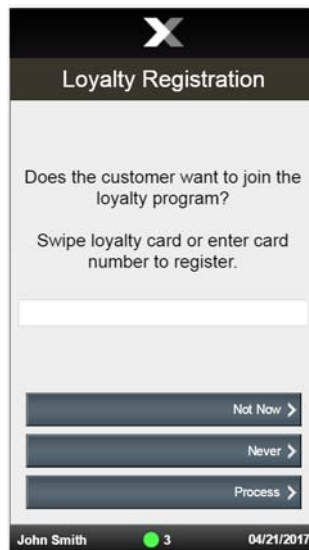 Loyalty Registration
Does the customer want to join the
loyalty program?
Swipe loyalty card or enter card
number to register.
Not Now
Never
Process
John Smith 3 04/21/2017